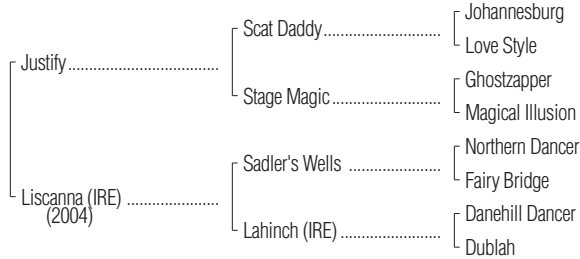 Johannesburg
Scat Daddy
Love Style
Justify
Ghostzapper
Stage Magic
Magical Illusion
Northern Dancer
Sadler's Wells
Fairy Bridge
Liscanna (IRE)
(2004)
Danehill Dancer
Lahinch (IRE)
Dublah